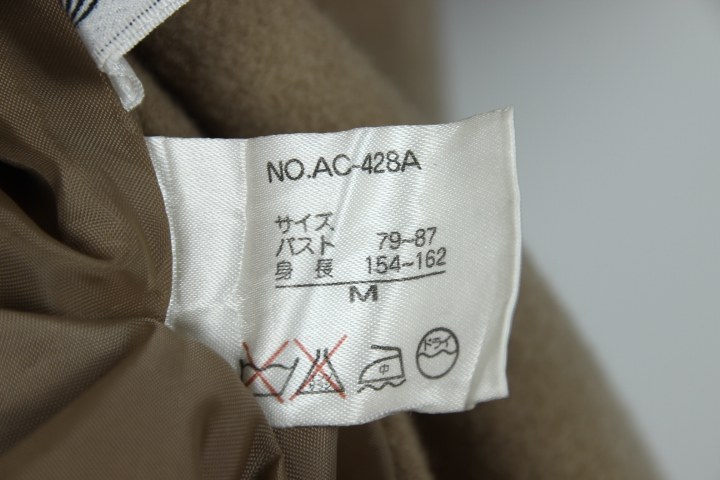 NO.AC-428A
サイズ
バスト 79~87
身長 154~162
M
中
ドライ